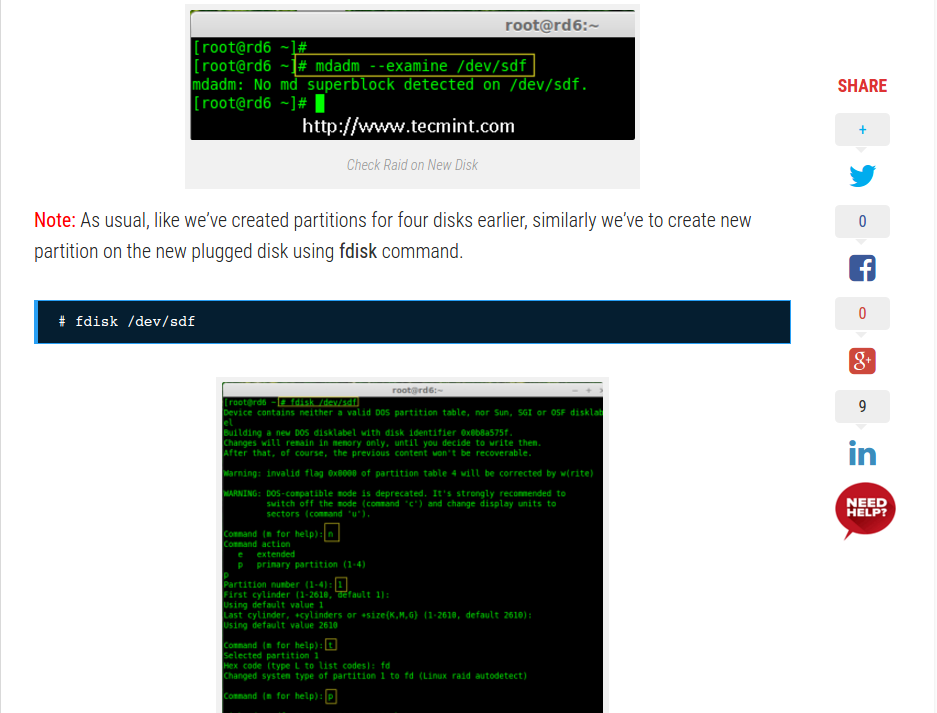 root@rd6:~
[root@rd6 ~]#
[root@rd6 ~]# mdadm --examine /dev/sdf
mdadm: No md superblock detected on /dev/sdf.
[root@rd6 ~]#
http://www.tecmint.com
Check Raid on New Disk
Note: As usual, like we’ve created partitions for four disks earlier, similarly we’ve to create new
partition on the new plugged disk using fdisk command.
# fdisk /dev/sdf
root@rd6:~
[root@rd6 ~]# fdisk /dev/sdf
Device contains neither a valid DOS partition table, nor Sun, SGI or OSF disklab
el
Building a new DOS disklabel with disk identifier 0x6b8a575f.
Changes will remain in memory only, until you decide to write them.
After that, of course, the previous content won't be recoverable.
Warning: invalid flag 0x0000 of partition table 4 will be corrected by w(rite)
WARNING: DOS-compatible mode is deprecated. It's strongly recommended to
switch off the mode (command 'c') and change display units to
sectors (command 'u').
Command (m for help): n
Command action
e extended
p primary partition (1-4)
p
Partition number (1-4): 1
First cylinder (1-2610, default 1):
Using default value 1
Last cylinder, +cylinders or +size{K,M,G} (1-2610, default 2610):
Using default value 2610
Command (m for help): t
Selected partition 1
Hex code (type L to list codes): fd
Changed system type of partition 1 to fd (Linux raid autodetect)
Command (m for help): p
SHARE
+
0
0
9
in
NEED
HELP?